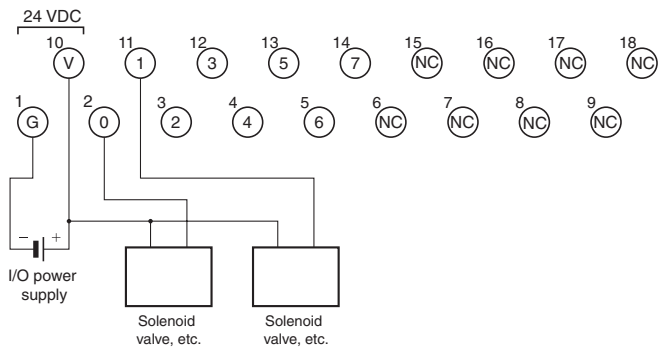 24 VDC
10 11 12 13 14 15 16 17 18
V 1 3 5 7 NC NC NC NC
1 2 3 4 5 6 7 8 9
G 0 2 4 6 NC NC NC NC
− +
I/O power
supply
Solenoid
valve, etc.
Solenoid
valve, etc.